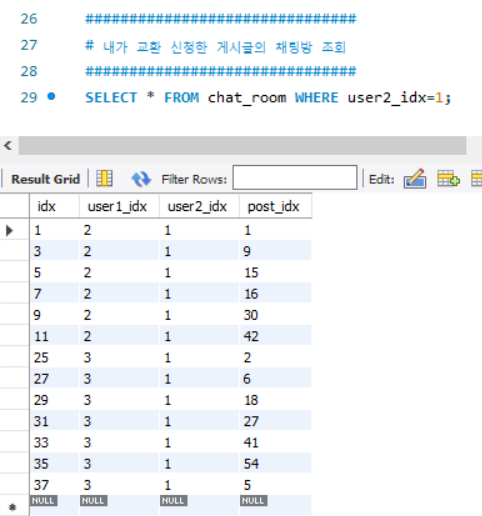 26 ###############################
27 # 내가 교환 신청한 게시글의 채팅방 조회
28 ###############################
29 SELECT * FROM chat_room WHERE user2_idx=1;
Result Grid Filter Rows: Edit:
idx user1_idx user2_idx post_idx
1 2 1 1
3 2 1 9
5 2 1 15
7 2 1 16
9 2 1 30
11 2 1 42
25 3 1 2
27 3 1 6
29 3 1 18
31 3 1 27
33 3 1 41
35 3 1 54
37 3 1 5
NULL NULL NULL NULL